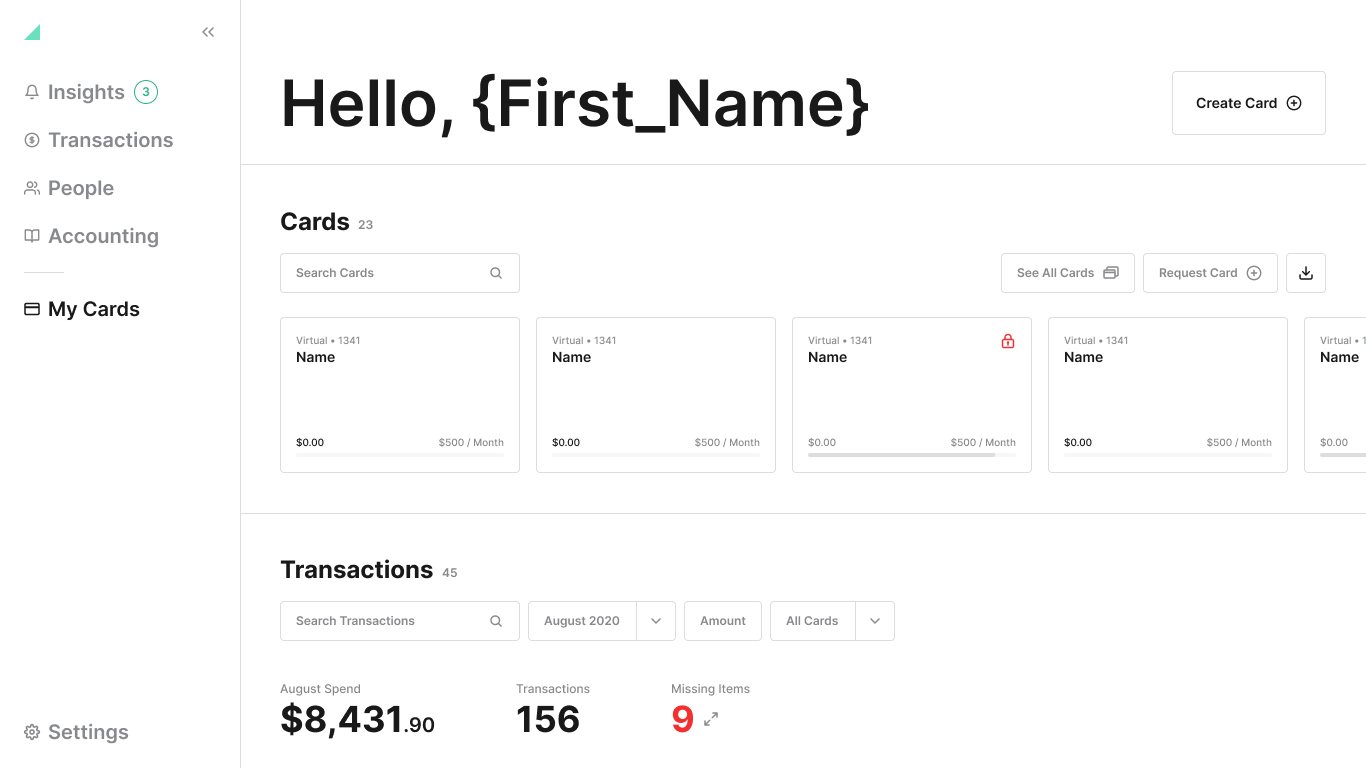 Insights 3
Transactions
People
Accounting
My Cards
Settings
Hello, {First_Name}
Create Card
Cards 23
Search Cards
See All Cards
Request Card
Virtual • 1341
Name
$0.00 $500 / Month
Virtual • 1341
Name
$0.00 $500 / Month
Virtual • 1341
Name
$0.00 $500 / Month
Virtual • 1341
Name
$0.00 $500 / Month
Virtual • 1
Name
$0.00
Transactions 45
Search Transactions
August 2020
Amount
All Cards
August Spend
$8,431.90
Transactions
156
Missing Items
9